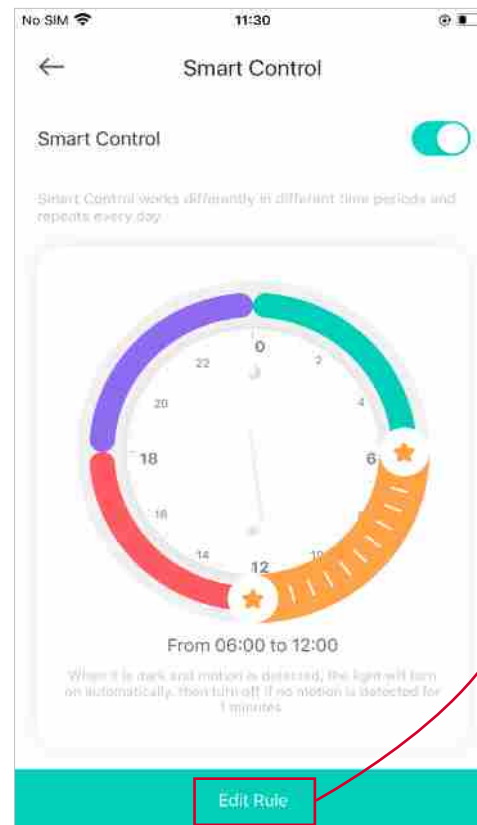 No SIM
11:30
Smart Control
Smart Control
Smart Control works differently in different time periods and
repeats every day
0
2
4
6
10
12
14
16
18
20
22
From 06:00 to 12:00
When it is dark and motion is detected, the light will turn
on automatically, then turn off if no motion is detected for
1 minutes
Edit Rule